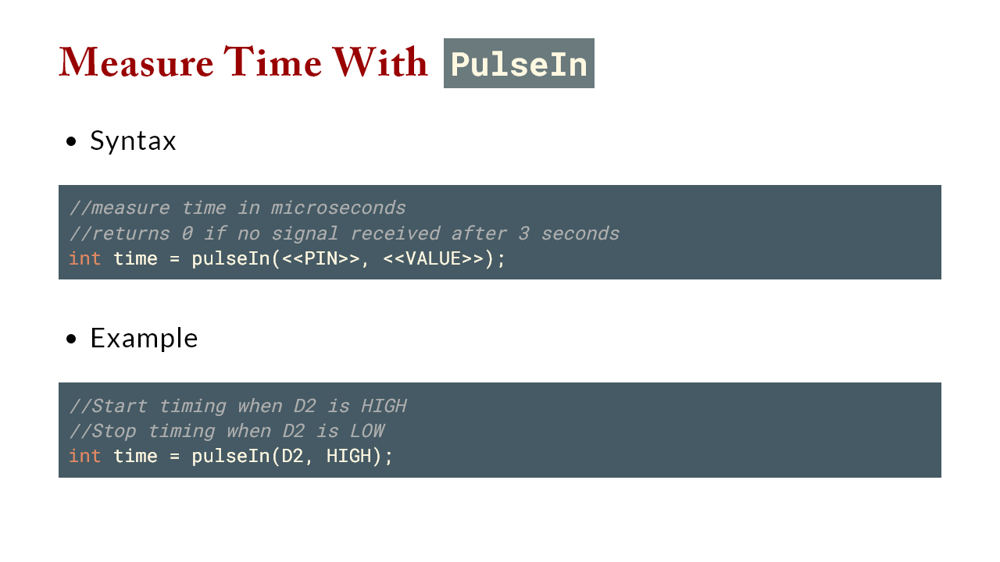 Measure Time With PulseIn
• Syntax
//measure time in microseconds
//returns 0 if no signal received after 3 seconds
int time = pulseIn(<<PIN>>, <<VALUE>>);
• Example
//Start timing when D2 is HIGH
//Stop timing when D2 is LOW
int time = pulseIn(D2, HIGH);